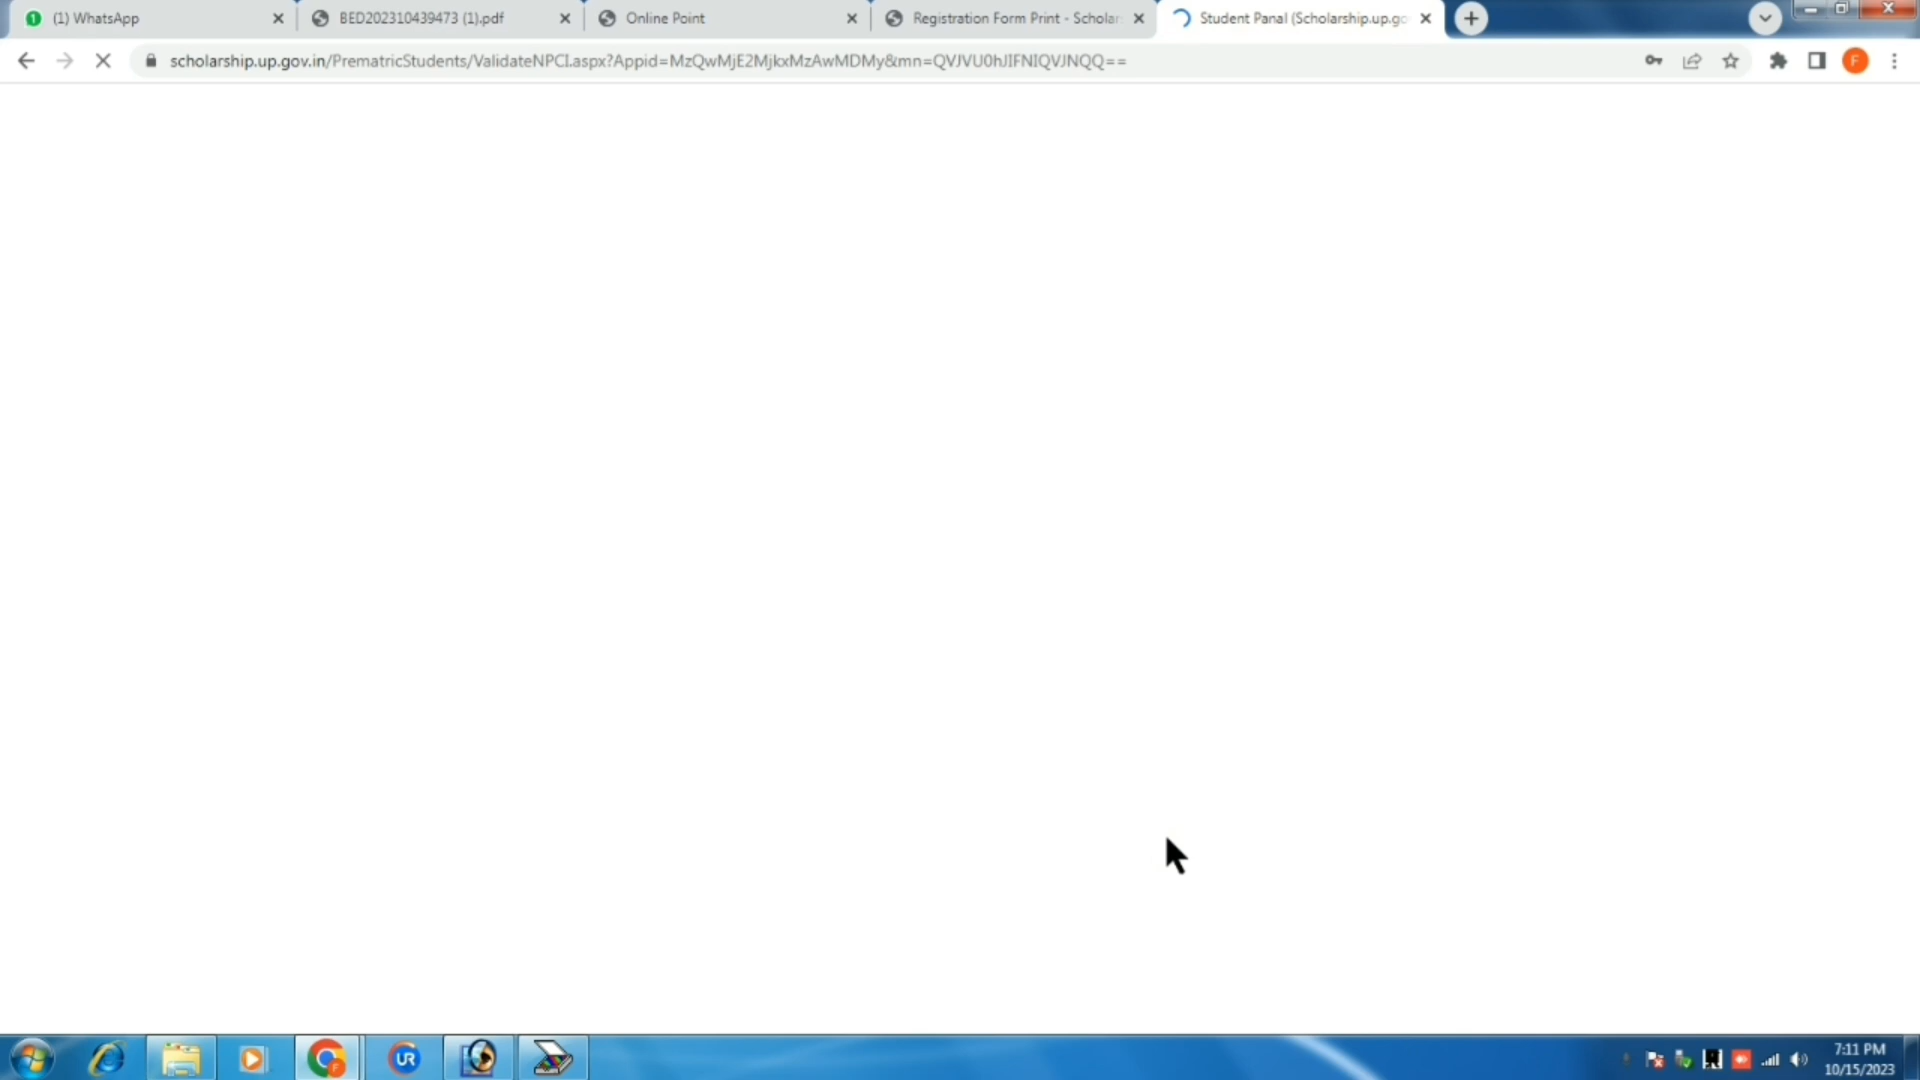 (1) WhatsApp
BED202310439473 (1).pdf
Online Point
Registration Form Print - Scholar
Student Panal (Scholarship.up.go
scholarship.up.gov.in/PrematricStudents/ValidateNPCI.aspx?Appid=MzQwMjE2MjkxMzAwMDMy&mn=QVJVU0hJIFNIQVJNQQ==
F
UR
7:11 PM
10/15/2023